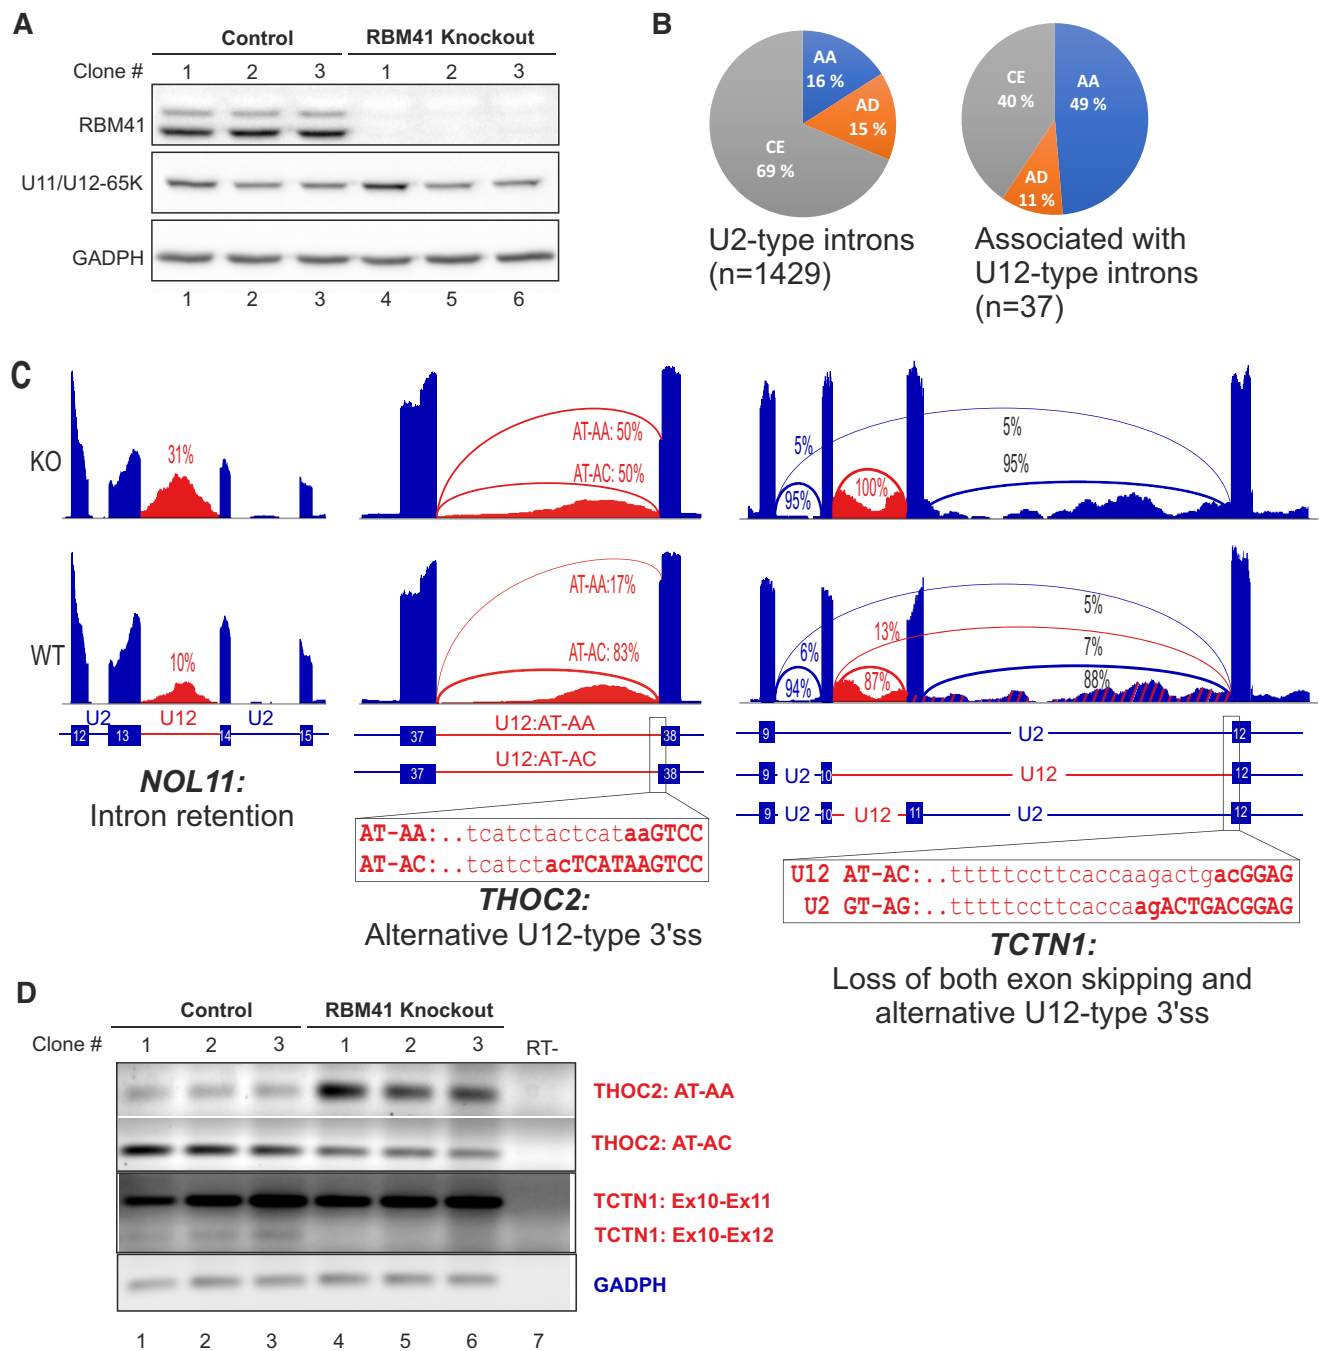 A
Control RBM41 Knockout
Clone # 1 2 3 1 2 3
RBM41
U11/U12-65K
GADPH
1 2 3 4 5 6
B
AA
16 %
AD
15 %
CE
69 %
U2-type introns
(n=1429)
CE
40 %
AA
49 %
AD
11 %
Associated with
U12-type introns
(n=37)
C
KO
31%
WT
10%
U2 U12 U2
12 13 14 15
NOL11:
Intron retention
AT-AA: 50%
AT-AC: 50%
AT-AA:17%
AT-AC: 83%
37 U12:AT-AA 38
37 U12:AT-AC 38
AT-AA:..tcatctactcataaGTCC
AT-AC:..tcatctacTCATAAGTCC
THOC2:
Alternative U12-type 3'ss
5%
5%
95%
95%
100%
5%
13%
7%
6%
88%
94%
87%
9 U2 12
9 U2 10 U12 12
9 U2 10 U12 11 U2 12
U12 AT-AC:..tttttccttcaccaagactgacGGAG
U2 GT-AG:..tttttccttcaccaagACTGACGGAG
TCTN1:
Loss of both exon skipping and
alternative U12-type 3'ss
D
Control RBM41 Knockout
Clone # 1 2 3 1 2 3 RT-
THOC2: AT-AA
THOC2: AT-AC
TCTN1: Ex10-Ex11
TCTN1: Ex10-Ex12
GADPH
1 2 3 4 5 6 7